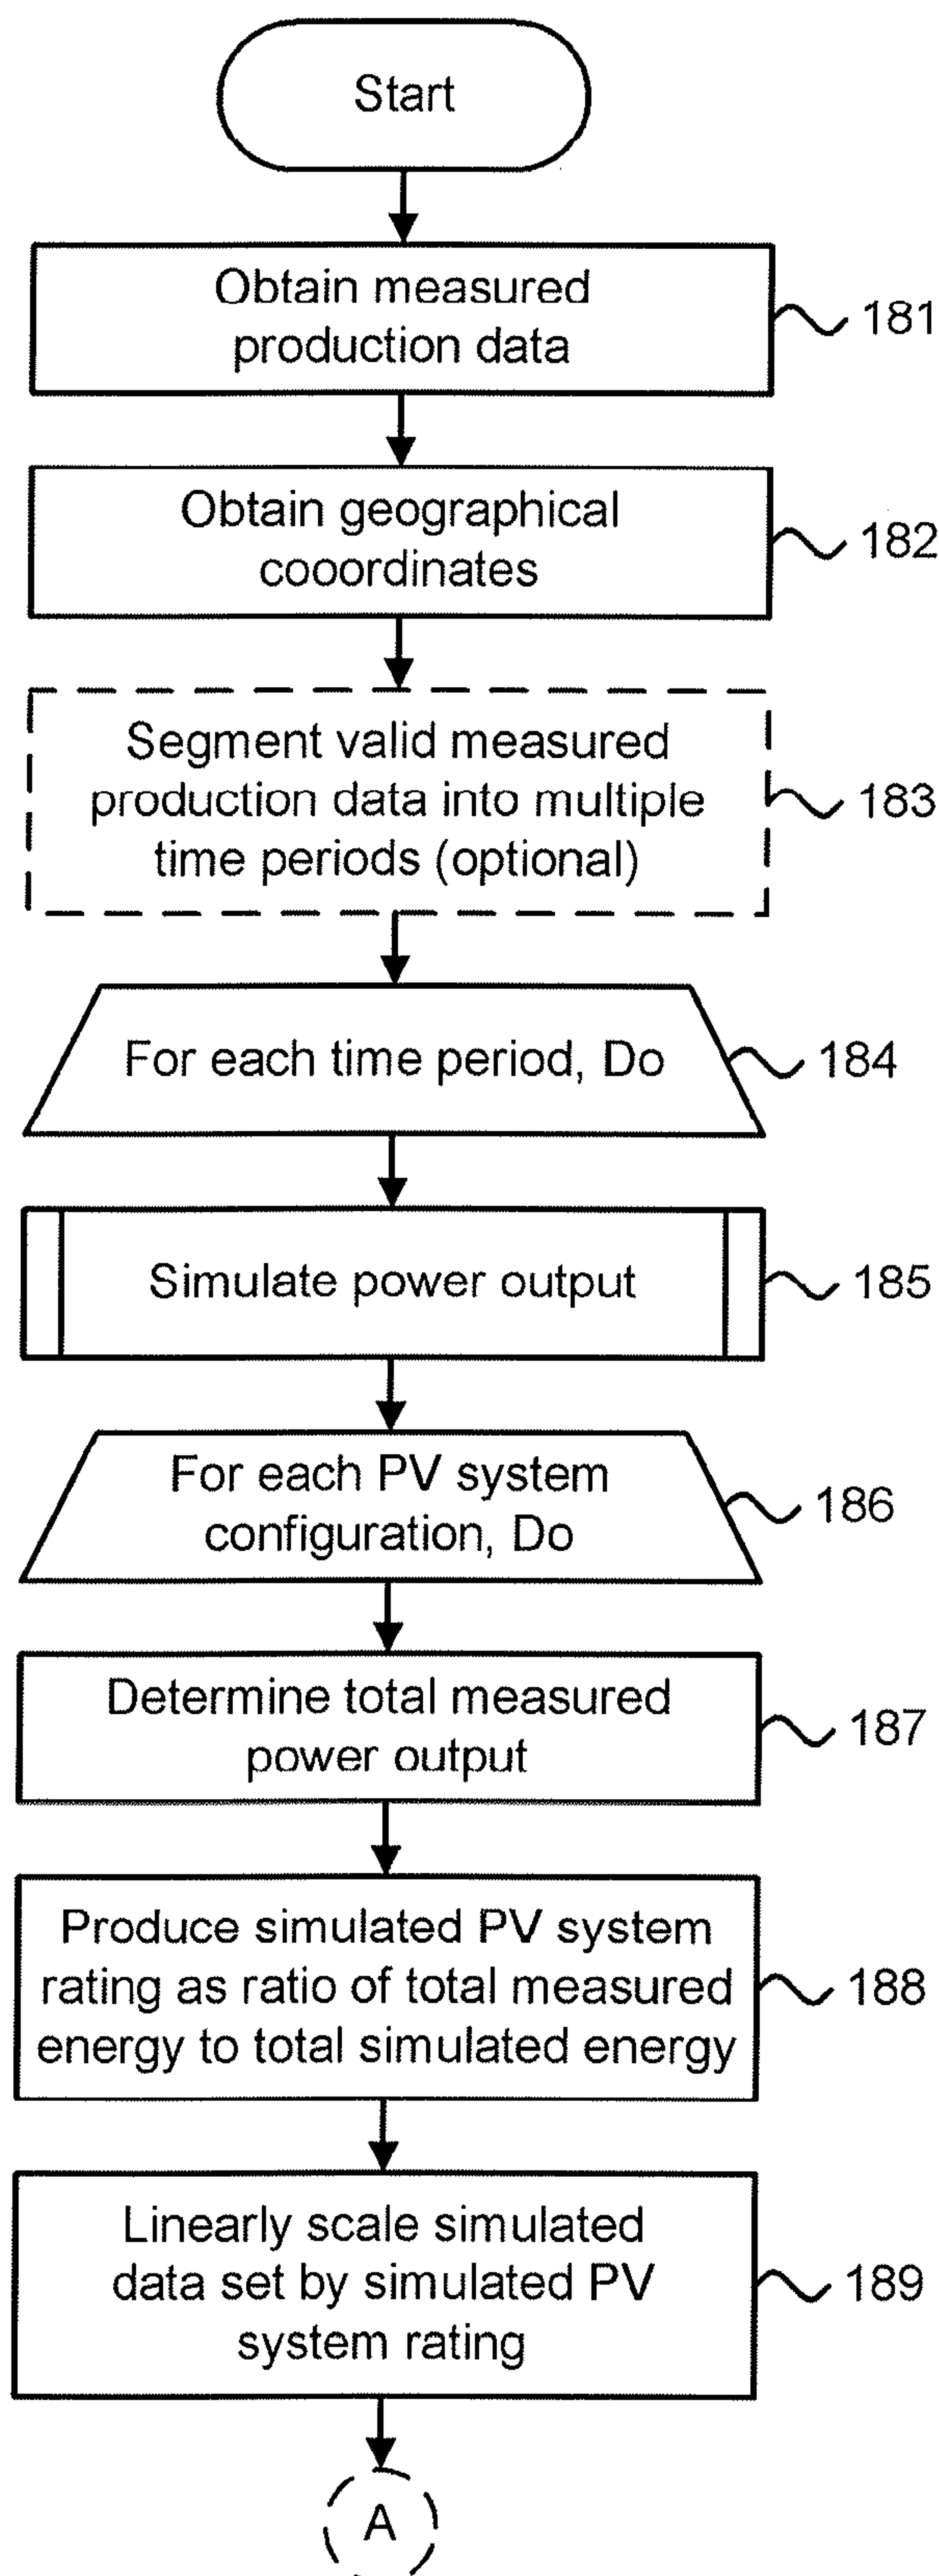 Start
Obtain measured
production data
181
Obtain geographical
cooordinates
182
Segment valid measured
production data into multiple
time periods (optional)
183
For each time period, Do
184
Simulate power output
185
For each PV system
configuration, Do
186
Determine total measured
power output
187
Produce simulated PV system
rating as ratio of total measured
energy to total simulated energy
188
Linearly scale simulated
data set by simulated PV
system rating
189
A